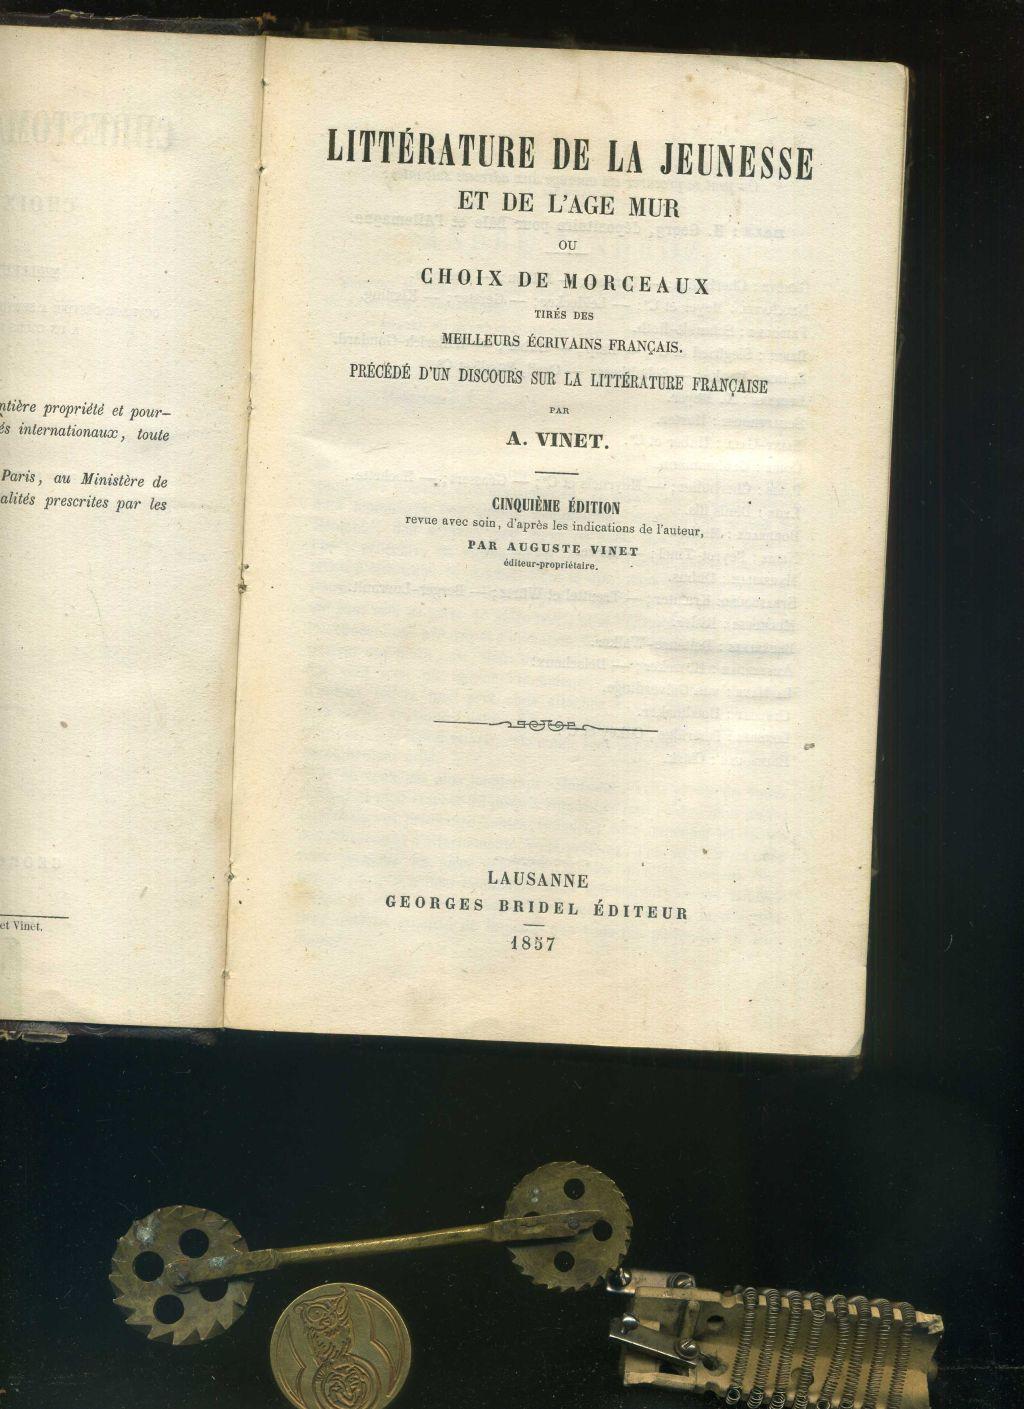 ntière propriété et pour-
és internationaux, toute
Paris, au Ministère de
alités prescrites par les
et Vinet.
LITTÉRATURE DE LA JEUNESSE
ET DE L'AGE MUR
OU
CHOIX DE MORCEAUX
TIRÉS DES
MEILLEURS ÉCRIVAINS FRANÇAIS.
PRÉCÉDÉ D'UN DISCOURS SUR LA LITTÉRATURE FRANÇAISE
PAR
A. VINET.
CINQUIÈME ÉDITION
revue avec soin, d'après les indications de l'auteur,
PAR AUGUSTE VINET
éditeur-propriétaire.
LAUSANNE
GEORGES BRIDEL ÉDITEUR
1857